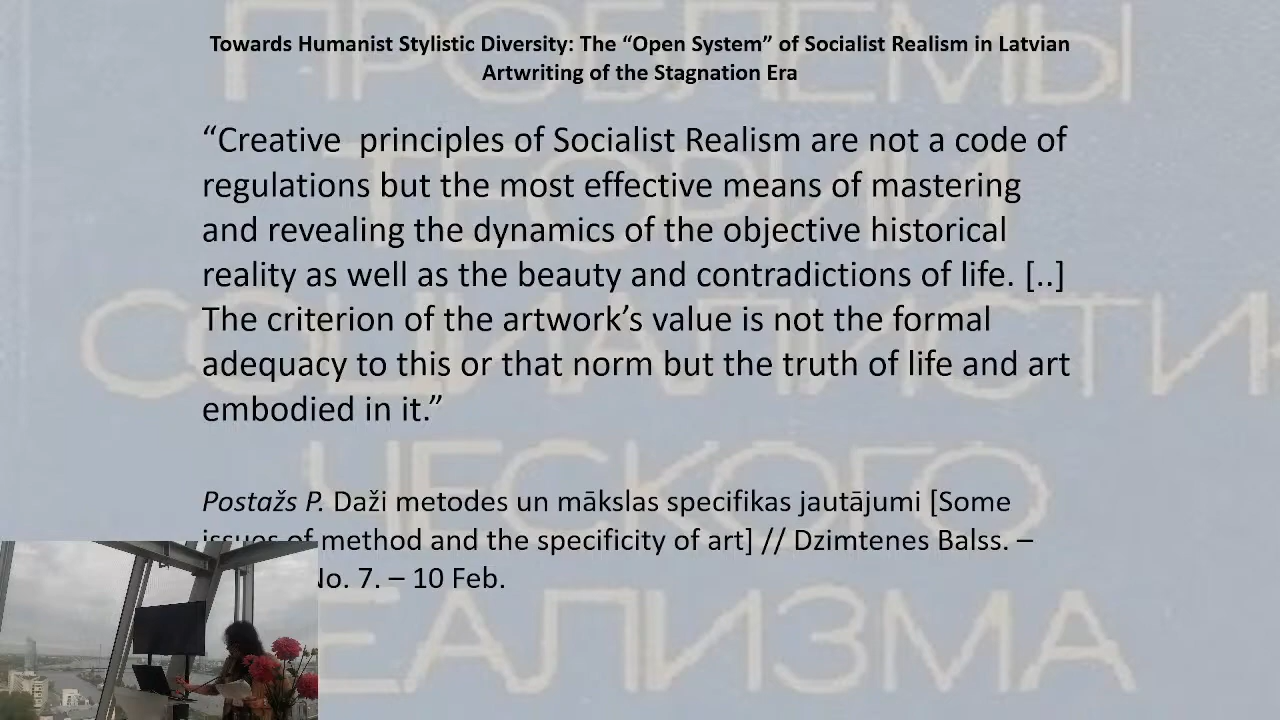 Towards Humanist Stylistic Diversity: The “Open System” of Socialist Realism in Latvian
Artwriting of the Stagnation Era
“Creative  principles of Socialist Realism are not a code of
regulations but the most effective means of mastering
and revealing the dynamics of the objective historical
reality as well as the beauty and contradictions of life. [..]
The criterion of the artwork’s value is not the formal
adequacy to this or that norm but the truth of life and art
embodied in it.”
Postažs P. Daži metodes un mākslas specifikas jautājumi [Some
issues of method and the specificity of art] // Dzimtenes Balss. –
No. 7. – 10 Feb.
ПРОБЛЕМЫ
ТЕОРИИ
СОЦИАЛИСТИ
ЧЕСКОГО
ЕАЛИЗМА